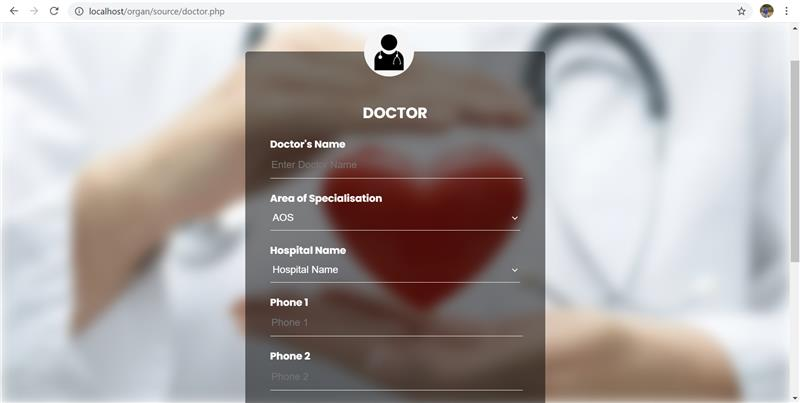 localhost/organ/source/doctor.php
DOCTOR
Doctor's Name
Enter Doctor Name
Area of Specialisation
AOS
Hospital Name
Hospital Name
Phone 1
Phone 1
Phone 2
Phone 2